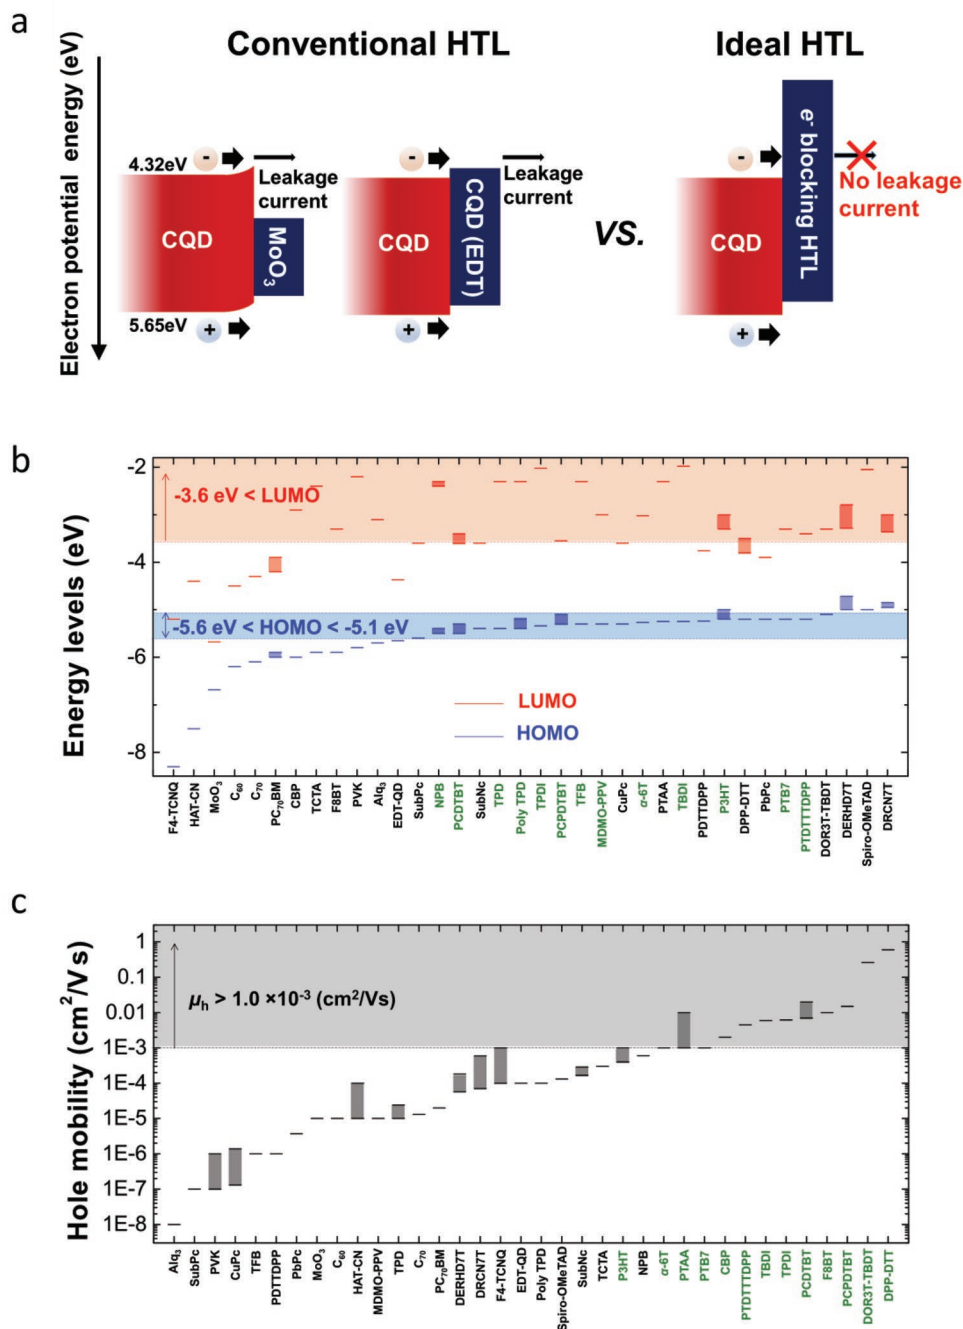 a
Conventional HTL
Ideal HTL
Electron potential energy (eV)
4.32eV
5.65eV
-
+
CQD
MoO₃
Leakage
current
-
+
CQD
CQD (EDT)
Leakage
current
VS.
-
+
CQD
e⁻ blocking HTL
No leakage
current
b
Energy levels (eV)
-2
-4
-6
-8
-3.6 eV < LUMO
-5.6 eV < HOMO < -5.1 eV
LUMO
HOMO
F4-TCNQ
HAT-CN
MoO₃
C₆₀
C₇₀
PC₇₀BM
CBP
TCTA
F8BT
PVK
Alq₃
EDT-QD
SubPc
NPB
PCDTBT
SubNc
TPD
Poly TPD
TPDI
PCPDTBT
TFB
MDMO-PPV
CuPc
α-6T
PTAA
TBDI
PDTTDPP
P3HT
DPP-DTT
PbPc
PTB7
PTDTTDPP
DOR3T-TBDT
DERHD7T
Spiro-OMeTAD
DRCN7T
c
Hole mobility (cm²/Vs)
1
0.1
0.01
1E-3
1E-4
1E-5
1E-6
1E-7
1E-8
μₕ > 1.0 ×10⁻³ (cm²/Vs)
Alq₃
SubPc
PVK
CuPc
TFB
PDTTDPP
PbPc
MoO₃
C₆₀
HAT-CN
MDMO-PPV
TPD
C₇₀
PC₇₀BM
DERHD7T
DRCN7T
F4-TCNQ
EDT-QD
Poly TPD
Spiro-OMeTAD
SubNc
TCTA
P3HT
NPB
α-6T
PTAA
PTB7
CBP
PTDTTDPP
TBDI
TPDI
PCDTBT
F8BT
PCPDTBT
DOR3T-TBDT
DPP-DTT